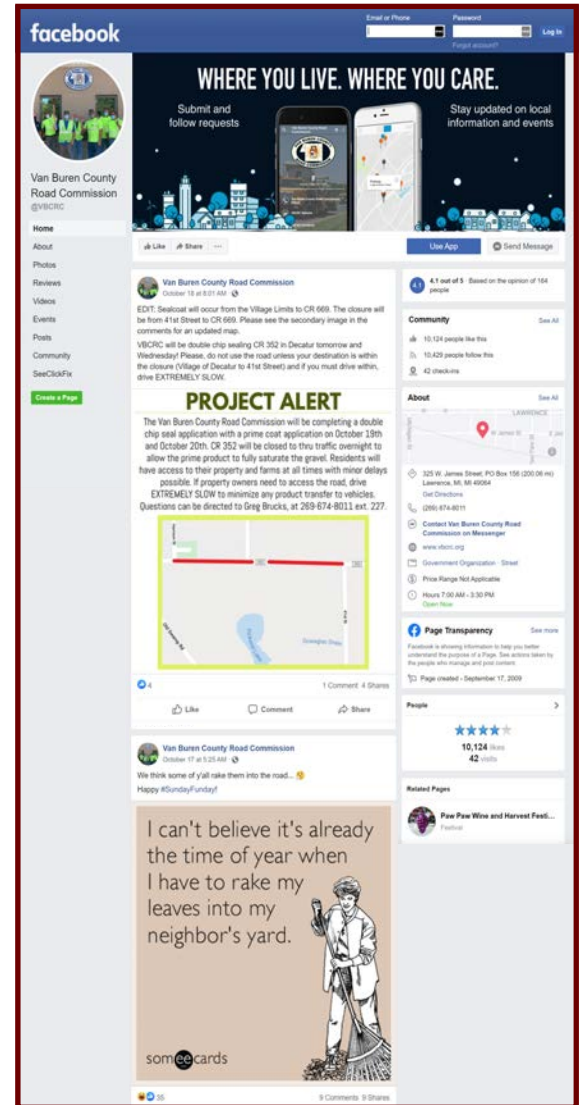 facebook
Email or Phone
Password
Log In
Forgot account?
WHERE YOU LIVE. WHERE YOU CARE.
Submit and
follow requests
Stay updated on local
information and events
Van Buren County
Road Commission
@VBCRC
Home
About
Photos
Reviews
Videos
Events
Posts
Community
SeeClickFix
Create a Page
Like
Share
Use App
Send Message
Van Buren County Road Commission
October 18 at 8:01 AM
EDIT: Sealcoat will occur from the Village Limits to CR 669. The closure will
be from 41st Street to CR 669. Please see the secondary image in the
comments for an updated map.
VBCRC will be double chip sealing CR 352 in Decatur tomorrow and
Wednesday! Please, do not use the road unless your destination is within
the closure (Village of Decatur to 41st Street) and if you must drive within,
drive EXTREMELY SLOW.
PROJECT ALERT
The Van Buren County Road Commission will be completing a double
chip seal application with a prime coat application on October 19th
and October 20th. CR 352 will be closed to thru traffic overnight to
allow the prime product to fully saturate the gravel. Residents will
have access to their property and farms at all times with minor delays
possible. If property owners need to access the road, drive
EXTREMELY SLOW to minimize any product transfer to vehicles.
Questions can be directed to Greg Brucks, at 269-674-8011 ext. 227.
4
1 Comment 4 Shares
Like
Comment
Share
Van Buren County Road Commission
October 17 at 5:25 AM
We think some of y'all rake them into the road...
Happy #SundayFunday!
I can't believe it's already
the time of year when
I have to rake my
leaves into my
neighbor's yard.
someecards
35
9 Comments 9 Shares
4.1
4.1 out of 5 · Based on the opinion of 164
people
Community
See All
10,124 people like this
10,429 people follow this
42 check-ins
About
See All
LAWRENCE
W James St
325 W. James Street, PO Box 156 (200.06 mi)
Lawrence, MI, MI 49064
Get Directions
(269) 674-8011
Contact Van Buren County Road
Commission on Messenger
www.vbcrc.org
Government Organization · Street
Price Range Not Applicable
Hours 7:00 AM - 3:30 PM
Open Now
Page Transparency
See more
Facebook is showing information to help you better
understand the purpose of a Page. See actions taken by
the people who manage and post content.
Page created - September 17, 2009
People
10,124 likes
42 visits
Related Pages
Paw Paw Wine and Harvest Festi...
Festival